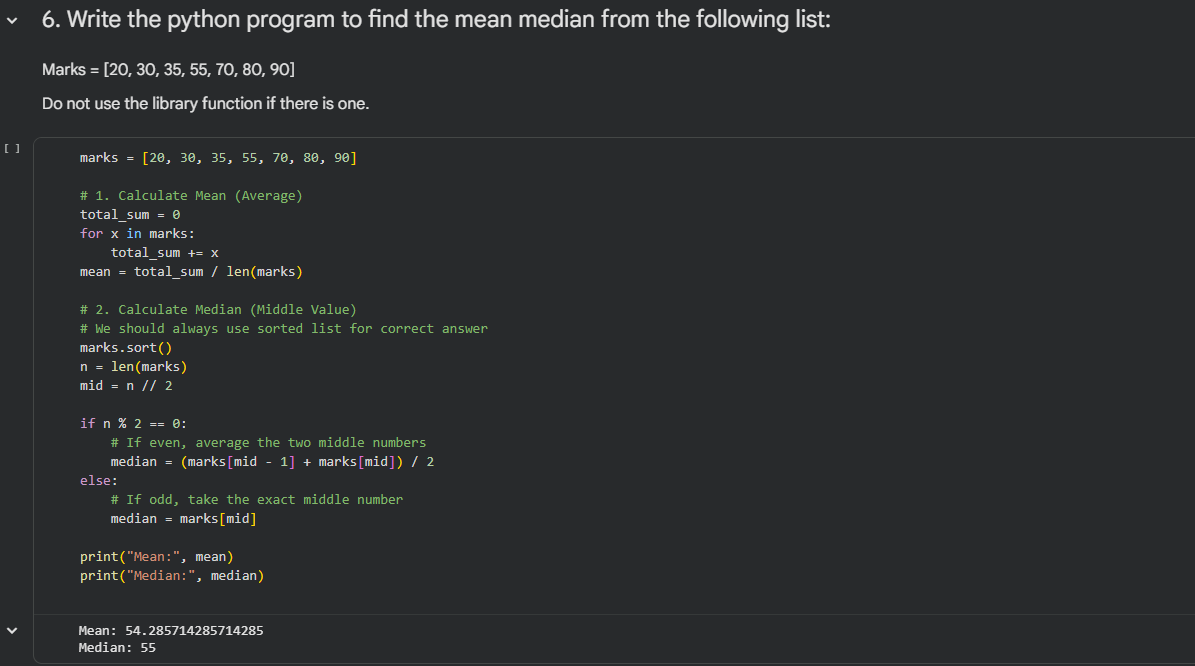 6. Write the python program to find the mean median from the following list:
Marks = [20, 30, 35, 55, 70, 80, 90]
Do not use the library function if there is one.
[ ]
marks = [20, 30, 35, 55, 70, 80, 90]

# 1. Calculate Mean (Average)
total_sum = 0
for x in marks:
    total_sum += x
mean = total_sum / len(marks)

# 2. Calculate Median (Middle Value)
# We should always use sorted list for correct answer
marks.sort()
n = len(marks)
mid = n // 2

if n % 2 == 0:
    # If even, average the two middle numbers
    median = (marks[mid - 1] + marks[mid]) / 2
else:
    # If odd, take the exact middle number
    median = marks[mid]

print("Mean:", mean)
print("Median:", median)

Mean: 54.285714285714285
Median: 55